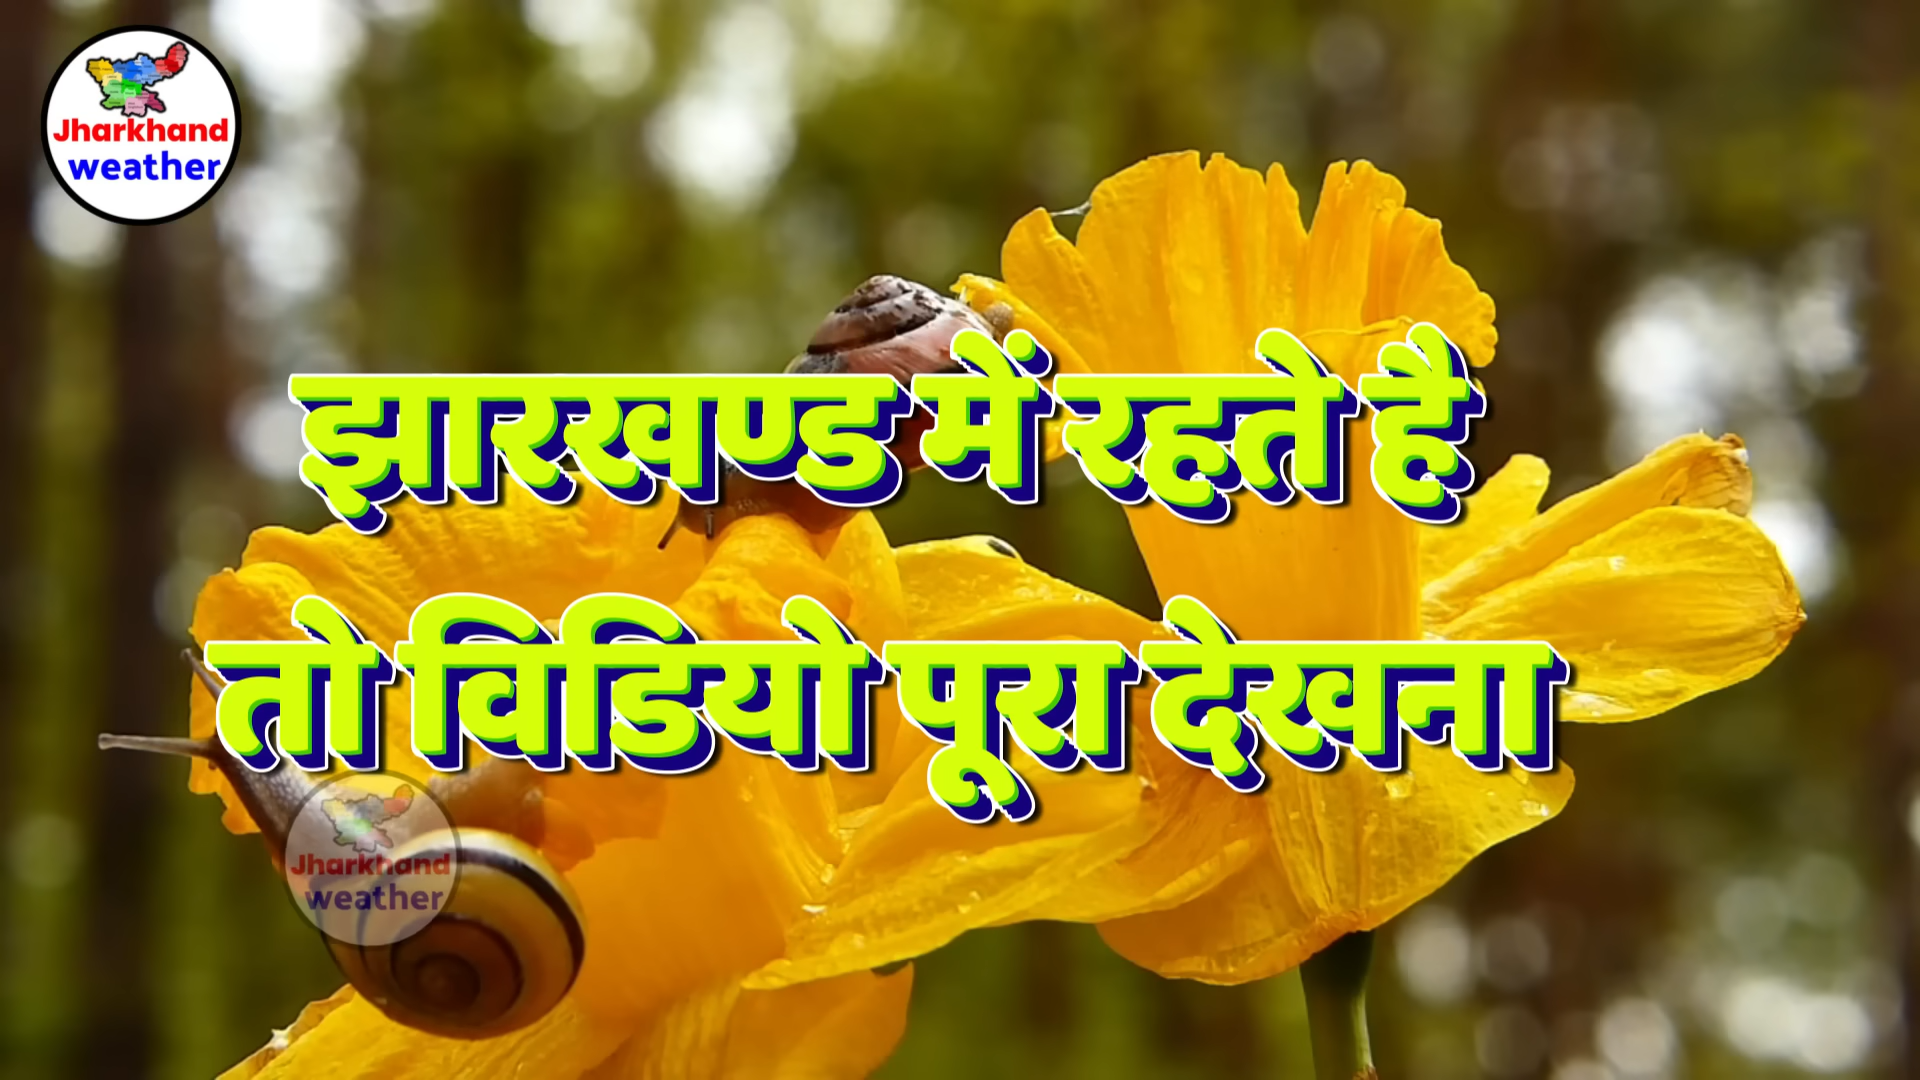 Jharkhand
weather
झारखण्ड में रहते है
तो विडियो पूरा देखना
Jharkhand
weather